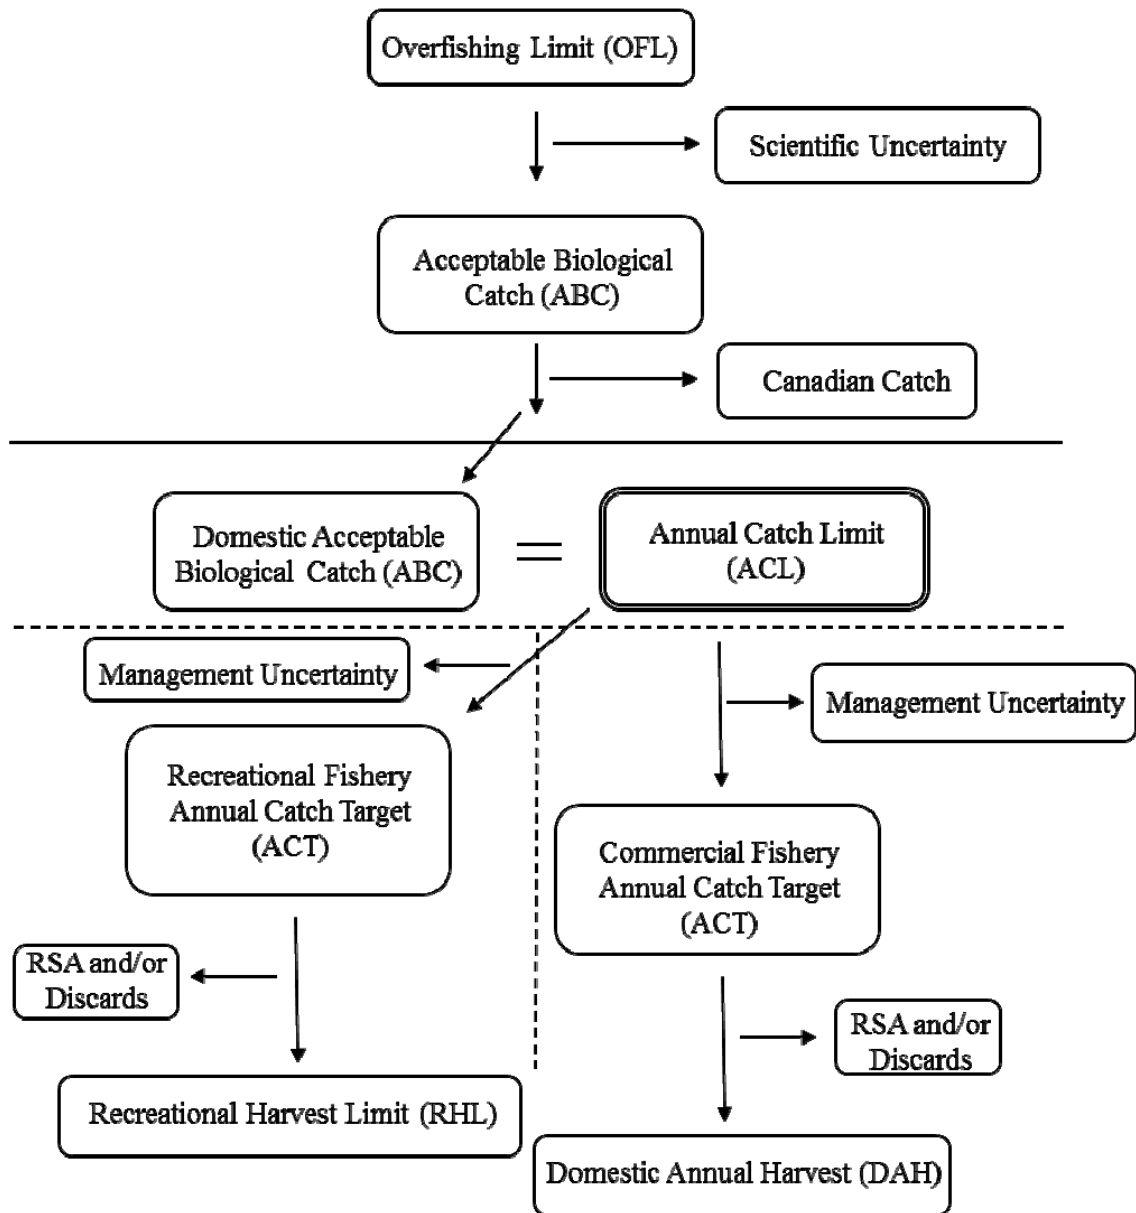 Overfishing Limit (OFL)
Scientific Uncertainty
Acceptable Biological
Catch (ABC)
Canadian Catch
Domestic Acceptable
Biological Catch (ABC)
=
Annual Catch Limit
(ACL)
Management Uncertainty
Management Uncertainty
Recreational Fishery
Annual Catch Target
(ACT)
Commercial Fishery
Annual Catch Target
(ACT)
RSA and/or
Discards
RSA and/or
Discards
Recreational Harvest Limit (RHL)
Domestic Annual Harvest (DAH)